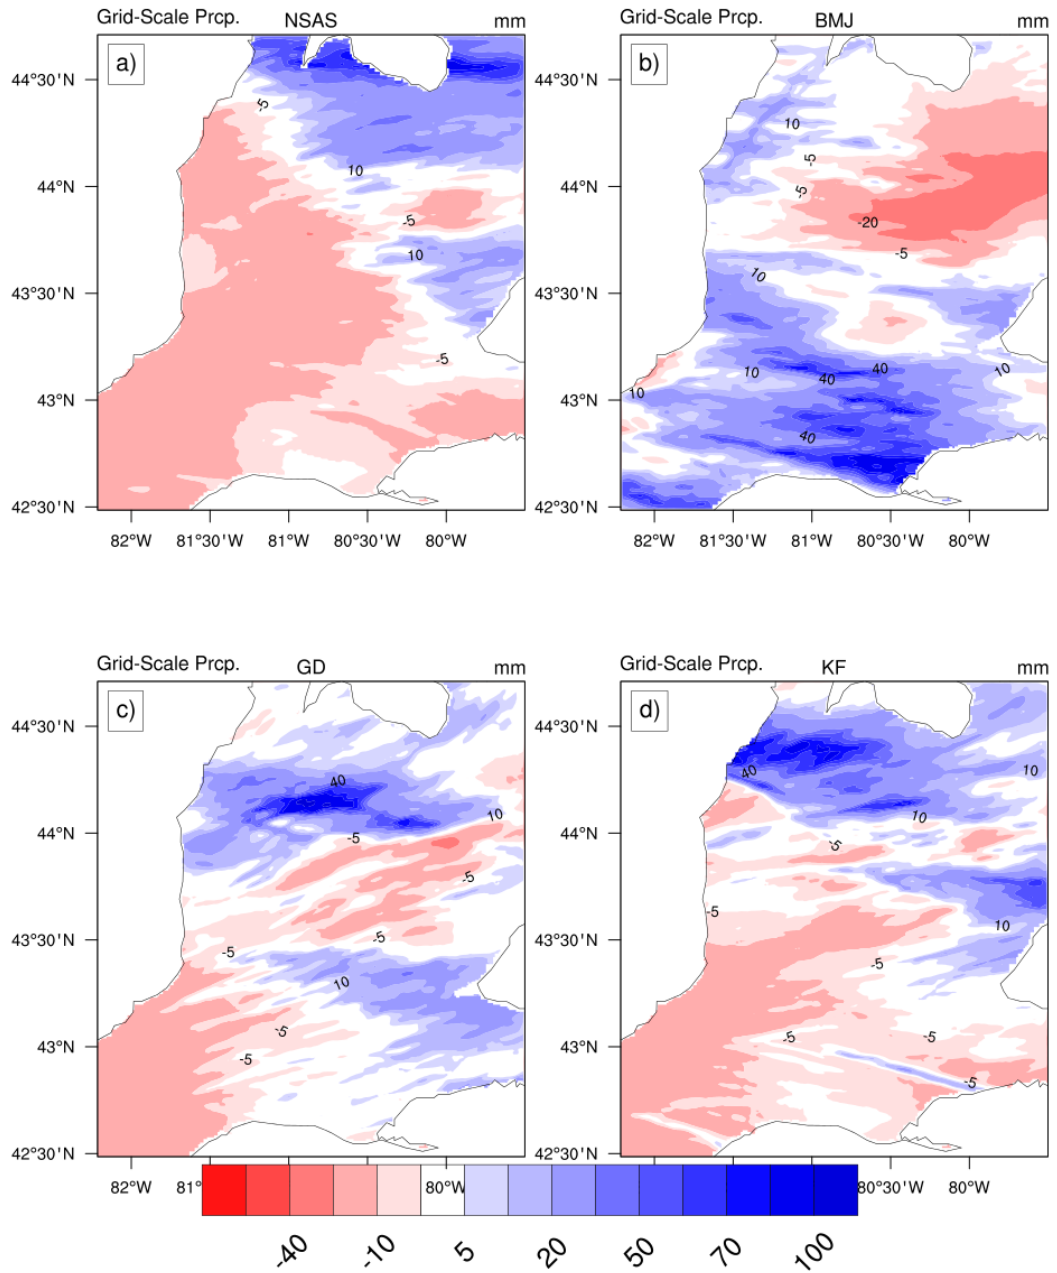 Grid-Scale Prcp. NSAS mm
a)
44°30'N
44°N
43°30'N
43°N
42°30'N
82°W 81°30'W 81°W 80°30'W 80°W
-5
10
-5
10
-5
Grid-Scale Prcp. BMJ mm
b)
44°30'N
44°N
43°30'N
43°N
42°30'N
82°W 81°30'W 81°W 80°30'W 80°W
10
-5
-5
-20
-5
10
10
40
40
10
10
40
Grid-Scale Prcp. GD mm
c)
44°30'N
44°N
43°30'N
43°N
42°30'N
82°W 81° 80°W
40
10
-5
-5
-5
-5
10
-5
-5
Grid-Scale Prcp. KF mm
d)
44°30'N
44°N
43°30'N
43°N
42°30'N
80°30'W 80°W
40
10
10
-5
-5
10
-5
-5
-5
-5
-40 -10 5 20 50 70 100